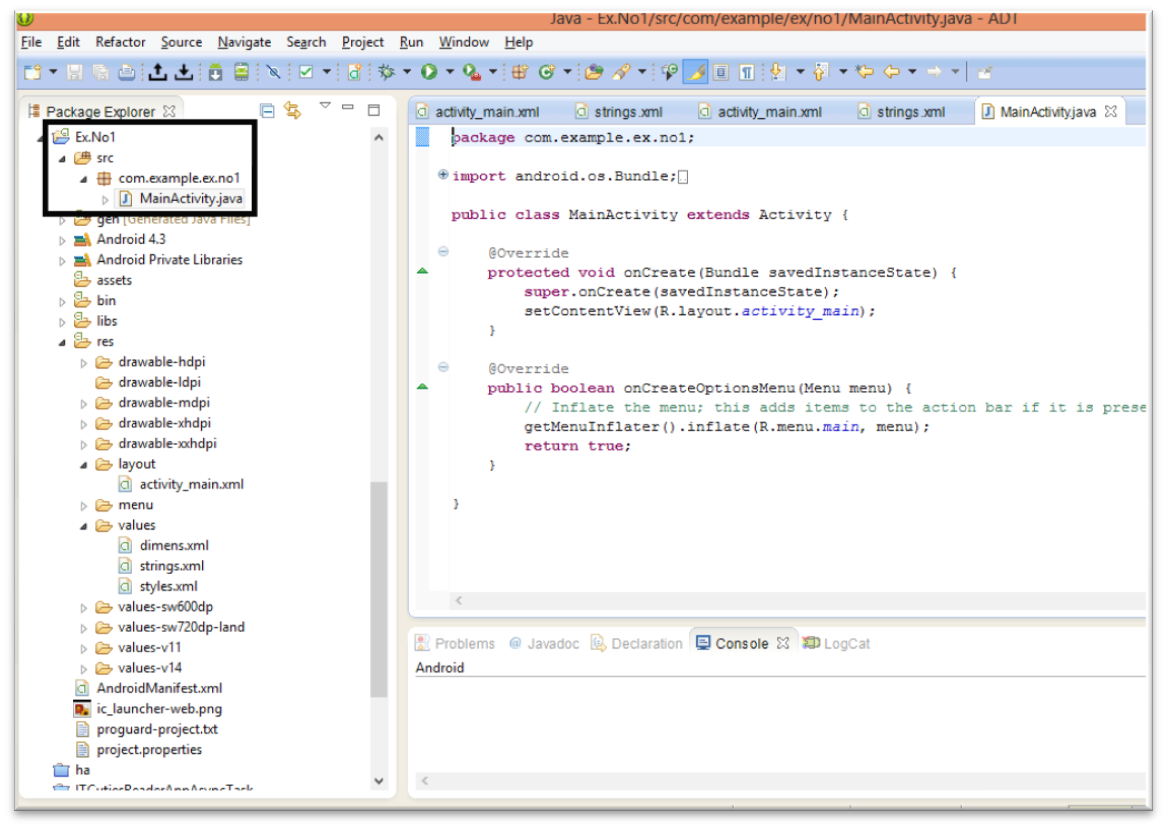 Java - Ex.No1/src/com/example/ex/no1/MainActivity.java - ADT
File Edit Refactor Source Navigate Search Project Run Window Help
Package Explorer
Ex.No1
src
com.example.ex.no1
MainActivity.java
gen [Generated Java Files]
Android 4.3
Android Private Libraries
assets
bin
libs
res
drawable-hdpi
drawable-ldpi
drawable-mdpi
drawable-xhdpi
drawable-xxhdpi
layout
activity_main.xml
menu
values
dimens.xml
strings.xml
styles.xml
values-sw600dp
values-sw720dp-land
values-v11
values-v14
AndroidManifest.xml
ic_launcher-web.png
proguard-project.txt
project.properties
ha
ITCutiesReaderAppAsyncTask
activity_main.xml strings.xml activity_main.xml strings.xml MainActivity.java
package com.example.ex.no1;
import android.os.Bundle;
public class MainActivity extends Activity {
@Override
protected void onCreate(Bundle savedInstanceState) {
super.onCreate(savedInstanceState);
setContentView(R.layout.activity_main);
}
@Override
public boolean onCreateOptionsMenu(Menu menu) {
// Inflate the menu; this adds items to the action bar if it is prese
getMenuInflater().inflate(R.menu.main, menu);
return true;
}
}
Problems @ Javadoc Declaration Console LogCat
Android